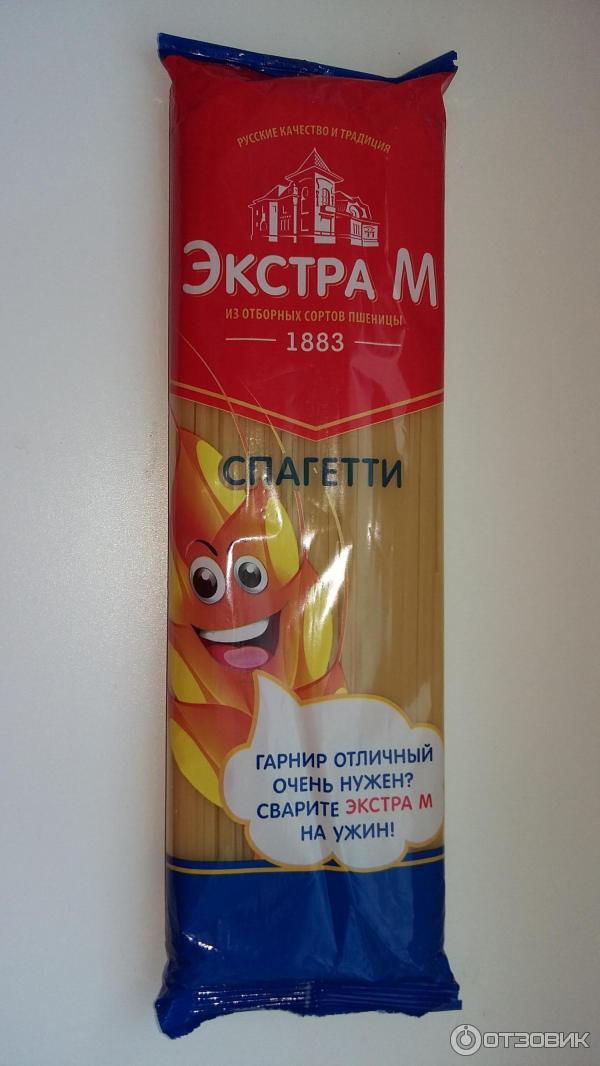 РУССКИЕ КАЧЕСТВО И ТРАДИЦИЯ
ЭКСТРА М
ИЗ ОТБОРНЫХ СОРТОВ ПШЕНИЦЫ
1883
СПАГЕТТИ
ГАРНИР ОТЛИЧНЫЙ
ОЧЕНЬ НУЖЕН?
СВАРИТЕ ЭКСТРА М
НА УЖИН!
ОТЗОВИК